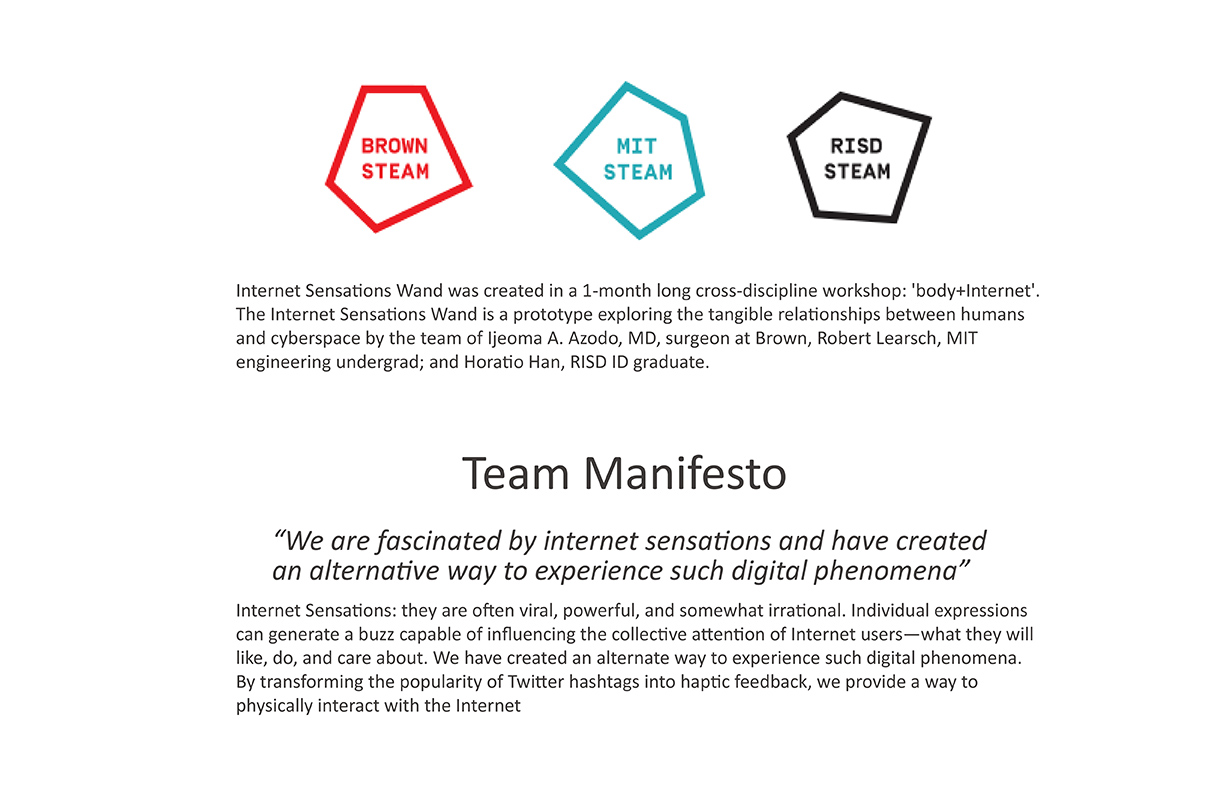 BROWN
STEAM
MIT
STEAM
RISD
STEAM
Internet Sensations Wand was created in a 1-month long cross-discipline workshop: 'body+Internet'.
The Internet Sensations Wand is a prototype exploring the tangible relationships between humans
and cyberspace by the team of Ijeoma A. Azodo, MD, surgeon at Brown, Robert Learsch, MIT
engineering undergrad; and Horatio Han, RISD ID graduate.
Team Manifesto
“We are fascinated by internet sensations and have created
an alternative way to experience such digital phenomena”
Internet Sensations: they are often viral, powerful, and somewhat irrational. Individual expressions
can generate a buzz capable of influencing the collective attention of Internet users—what they will
like, do, and care about. We have created an alternate way to experience such digital phenomena.
By transforming the popularity of Twitter hashtags into haptic feedback, we provide a way to
physically interact with the Internet